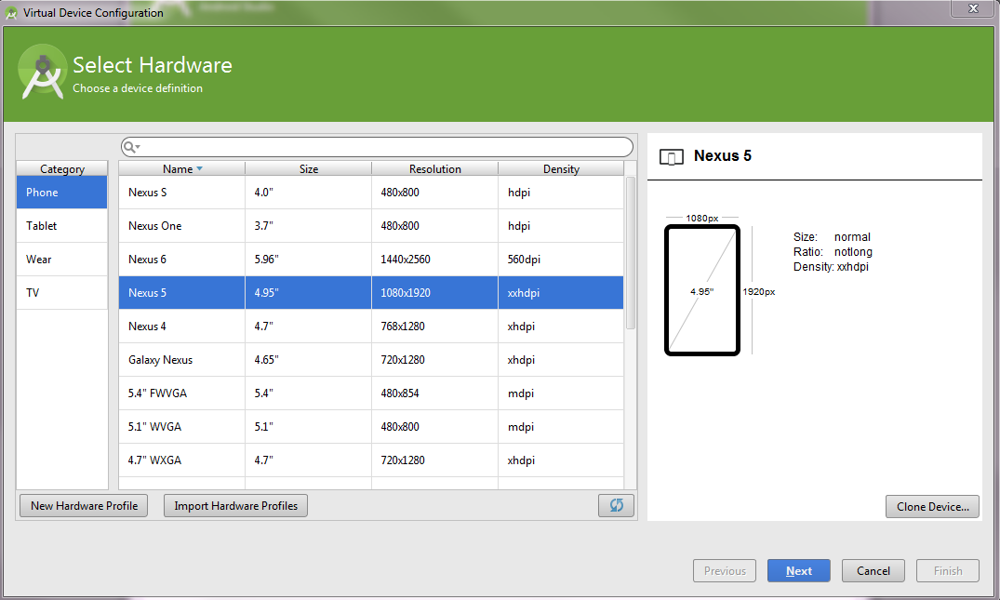 Virtual Device Configuration
Android Studio
Select Hardware
Choose a device definition
Category
Name Size Resolution Density
Phone
Tablet
Wear
TV
Nexus S 4.0" 480x800 hdpi
Nexus One 3.7" 480x800 hdpi
Nexus 6 5.96" 1440x2560 560dpi
Nexus 5 4.95" 1080x1920 xxhdpi
Nexus 4 4.7" 768x1280 xhdpi
Galaxy Nexus 4.65" 720x1280 xhdpi
5.4" FWVGA 5.4" 480x854 mdpi
5.1" WVGA 5.1" 480x800 mdpi
4.7" WXGA 4.7" 720x1280 xhdpi
New Hardware Profile Import Hardware Profiles
Nexus 5
1080px
4.95"
1920px
Size: normal
Ratio: notlong
Density: xxhdpi
Clone Device...
Previous Next Cancel Finish